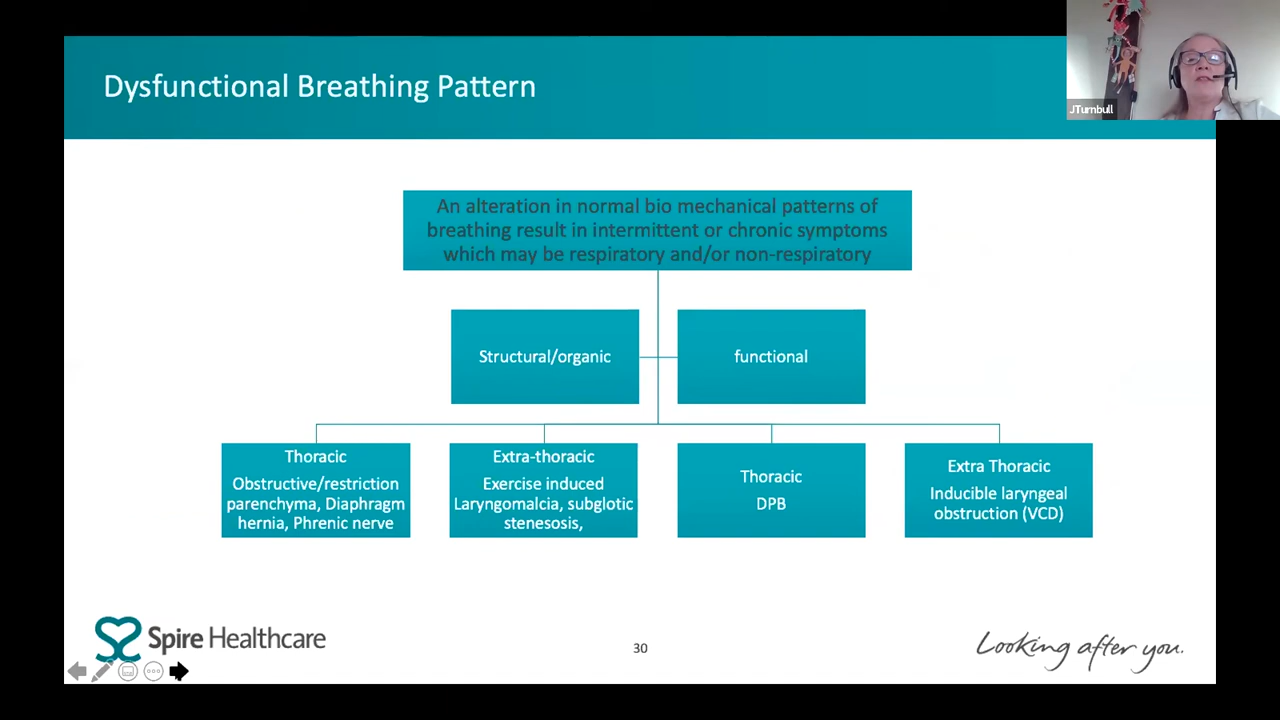 Dysfunctional Breathing Pattern
JTurnbull
An alteration in normal bio mechanical patterns of
breathing result in intermittent or chronic symptoms
which may be respiratory and/or non-respiratory
Structural/organic
functional
Thoracic
Obstructive/restriction
parenchyma, Diaphragm
hernia, Phrenic nerve
Extra-thoracic
Exercise induced
Laryngomalcia, subglotic
stenesosis,
Thoracic
DPB
Extra Thoracic
Inducible laryngeal
obstruction (VCD)
Spire Healthcare
30
Looking after you.